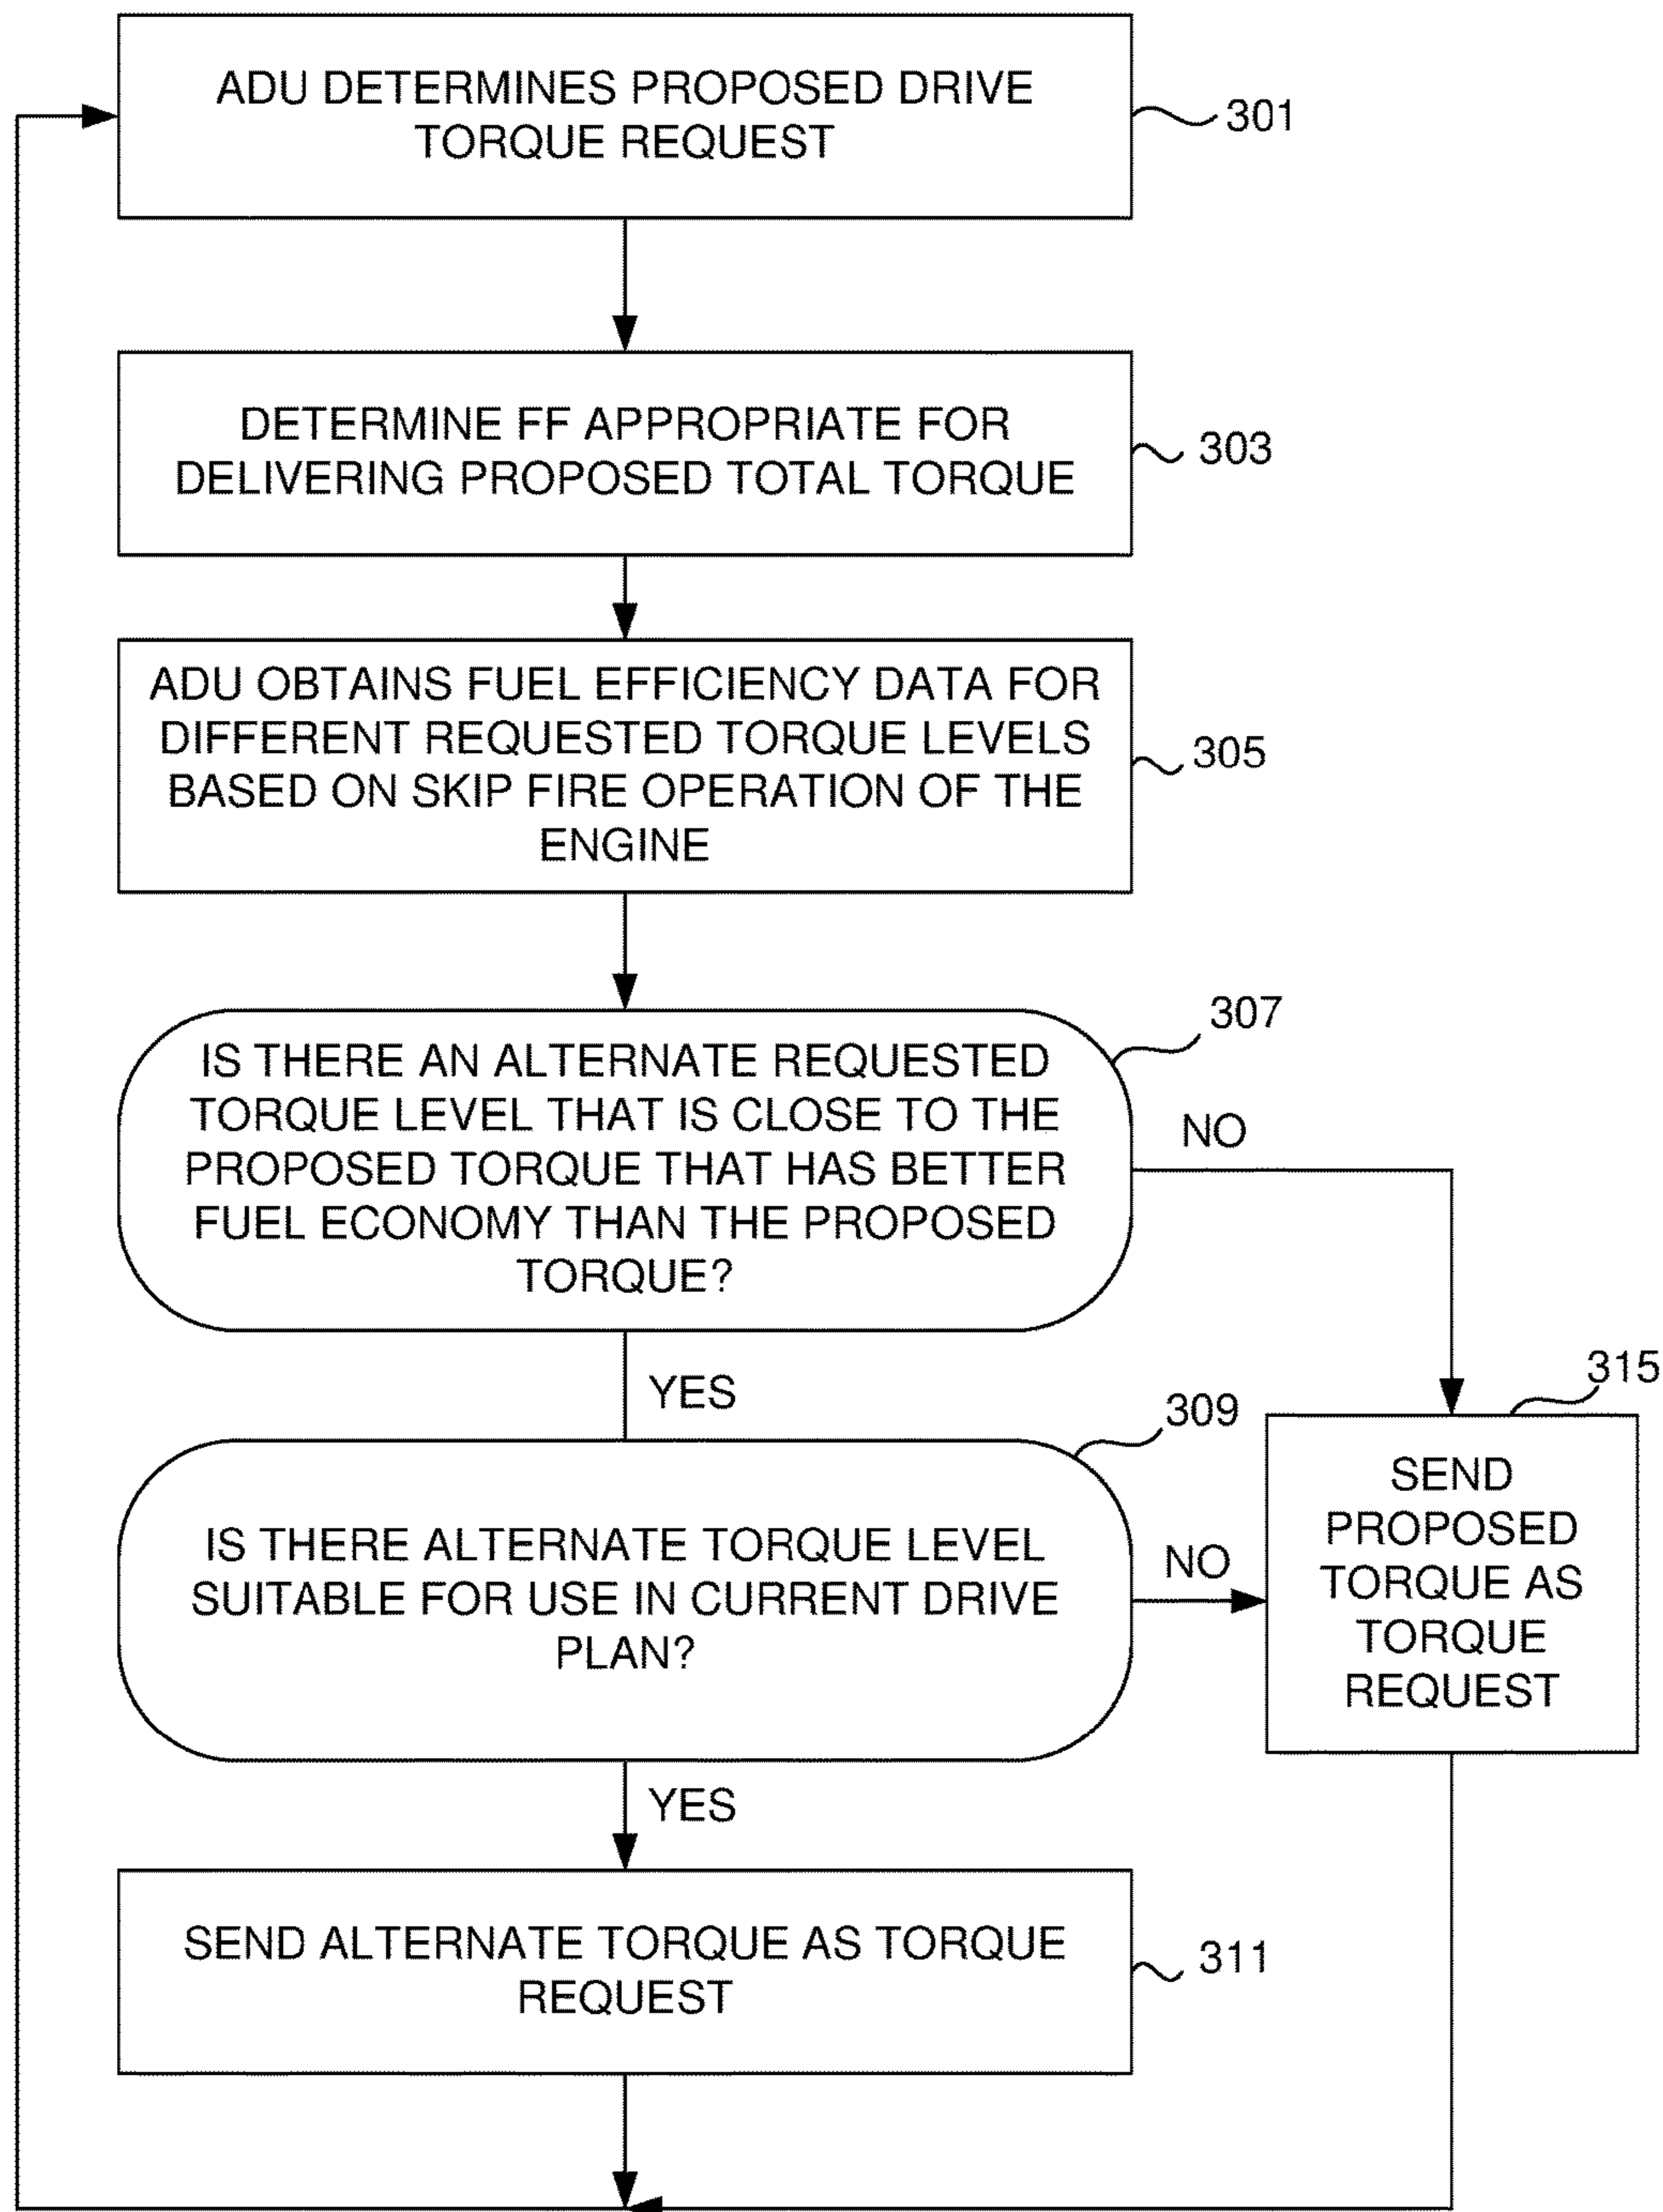 ADU DETERMINES PROPOSED DRIVE
TORQUE REQUEST
301
DETERMINE FF APPROPRIATE FOR
DELIVERING PROPOSED TOTAL TORQUE
303
ADU OBTAINS FUEL EFFICIENCY DATA FOR
DIFFERENT REQUESTED TORQUE LEVELS
BASED ON SKIP FIRE OPERATION OF THE
ENGINE
305
IS THERE AN ALTERNATE REQUESTED
TORQUE LEVEL THAT IS CLOSE TO THE
PROPOSED TORQUE THAT HAS BETTER
FUEL ECONOMY THAN THE PROPOSED
TORQUE?
307
NO
YES
IS THERE ALTERNATE TORQUE LEVEL
SUITABLE FOR USE IN CURRENT DRIVE
PLAN?
309
NO
315
SEND
PROPOSED
TORQUE AS
TORQUE
REQUEST
YES
SEND ALTERNATE TORQUE AS TORQUE
REQUEST
311